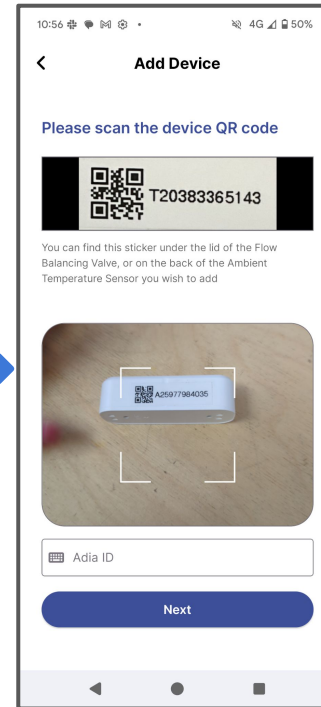 10:56
4G 50%
Add Device
Please scan the device QR code
T20383365143
You can find this sticker under the lid of the Flow
Balancing Valve, or on the back of the Ambient
Temperature Sensor you wish to add
A25977984035
Adia ID
Next